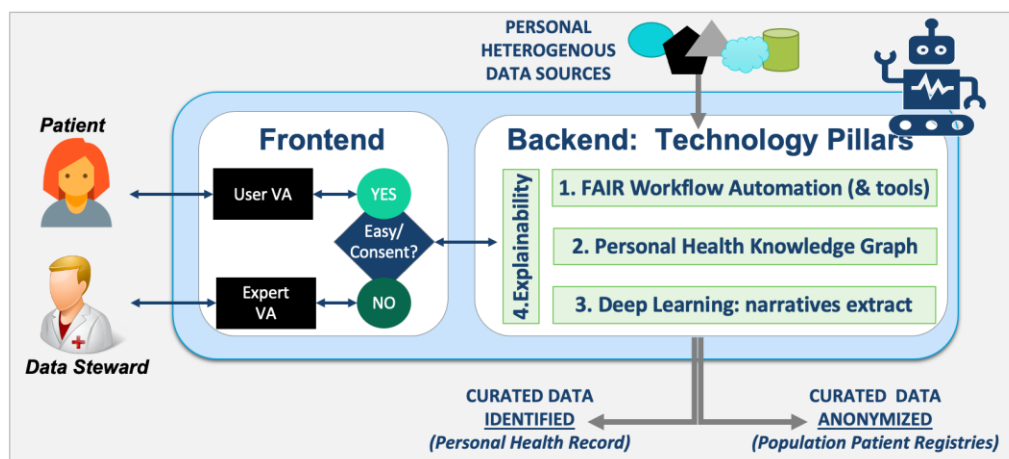 PERSONAL
HETEROGENOUS
DATA SOURCES
Patient
Frontend
Backend: Technology Pillars
User VA
YES
Easy/
Consent?
NO
Expert
VA
Data Steward
4.Explainability
1. FAIR Workflow Automation (& tools)
2. Personal Health Knowledge Graph
3. Deep Learning: narratives extract
CURATED DATA
IDENTIFIED
(Personal Health Record)
CURATED DATA
ANONYMIZED
(Population Patient Registries)